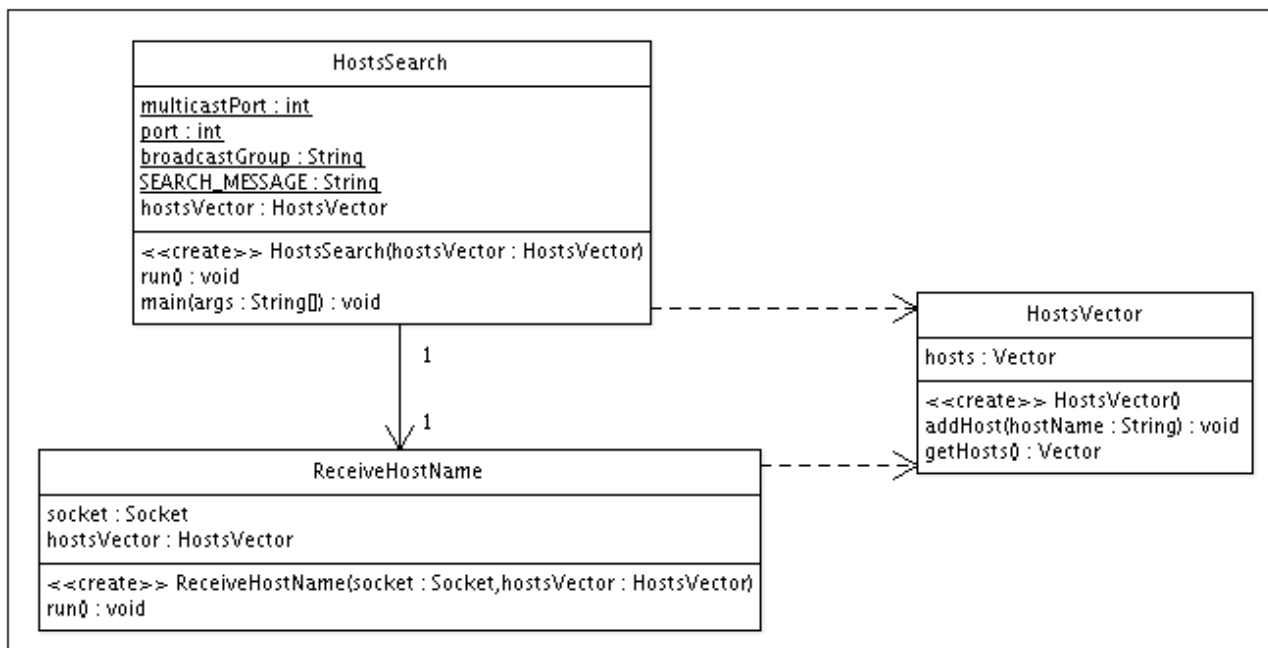 HostsSearch
multicastPort : int
port : int
broadcastGroup : String
SEARCH_MESSAGE : String
hostsVector : HostsVector
<<create>> HostsSearch(hostsVector : HostsVector)
run() : void
main(args : String[]) : void
1
1
HostsVector
hosts : Vector
<<create>> HostsVector()
addHost(hostName : String) : void
getHosts() : Vector
ReceiveHostName
socket : Socket
hostsVector : HostsVector
<<create>> ReceiveHostName(socket : Socket,hostsVector : HostsVector)
run() : void